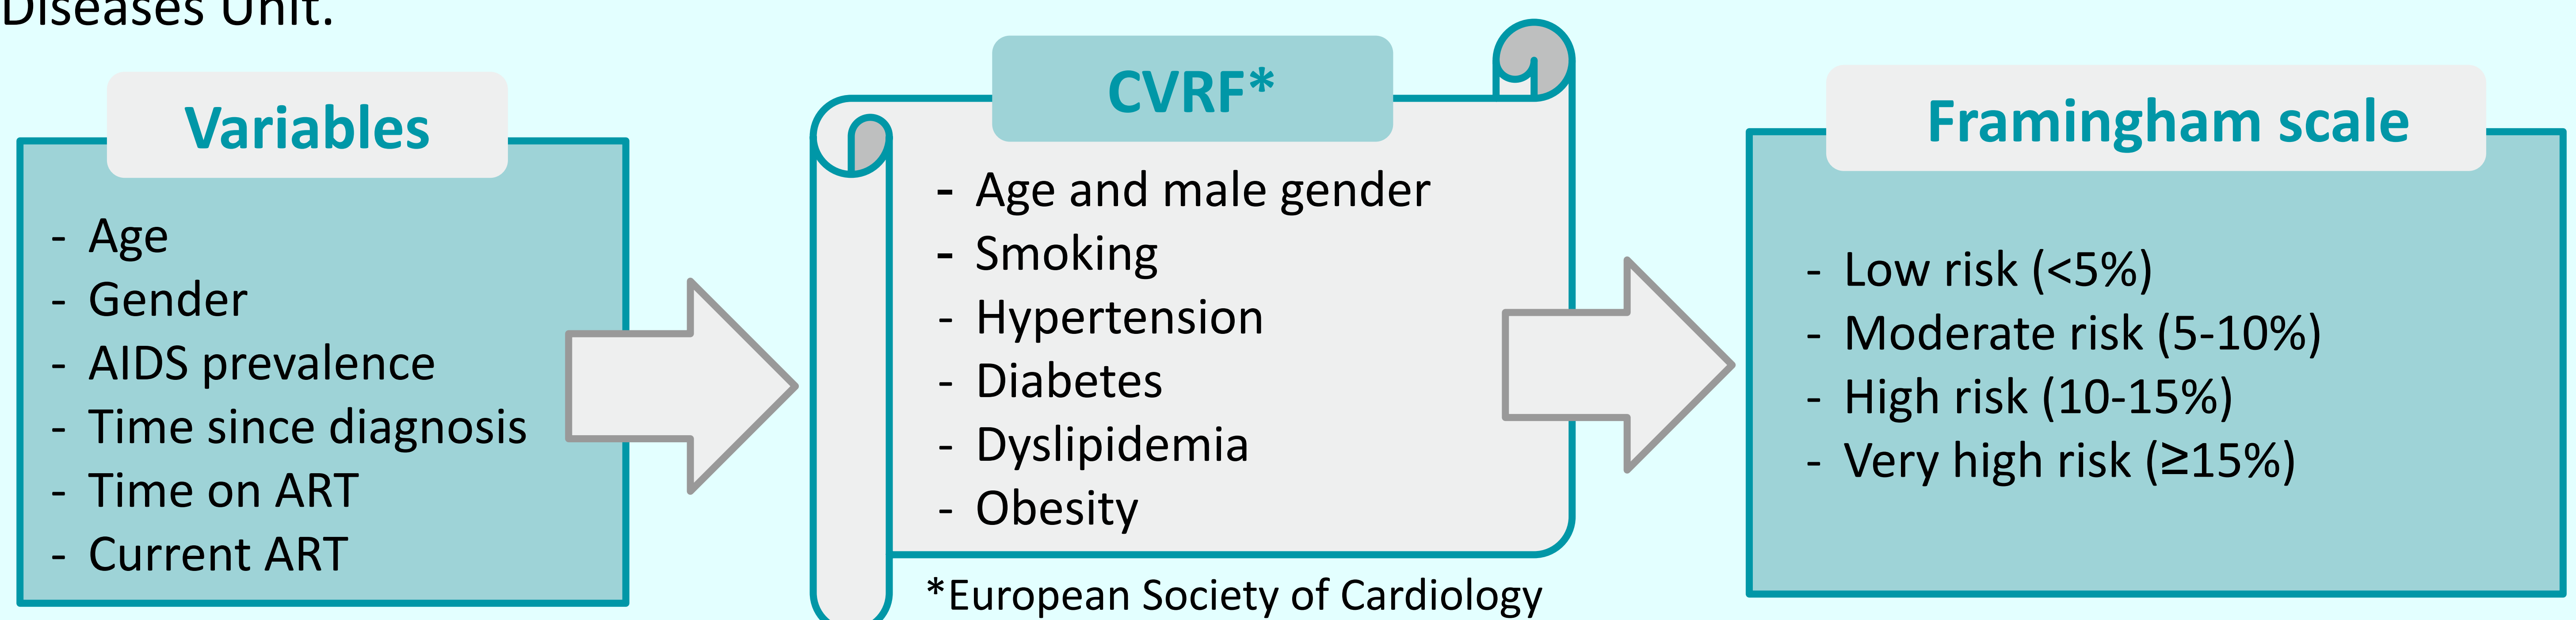 Diseases Unit.
Variables
- Age
- Gender
- AIDS prevalence
- Time since diagnosis
- Time on ART
- Current ART
CVRF*
- Age and male gender
- Smoking
- Hypertension
- Diabetes
- Dyslipidemia
- Obesity
*European Society of Cardiology
Framingham scale
- Low risk (<5%)
- Moderate risk (5-10%)
- High risk (10-15%)
- Very high risk (≥15%)